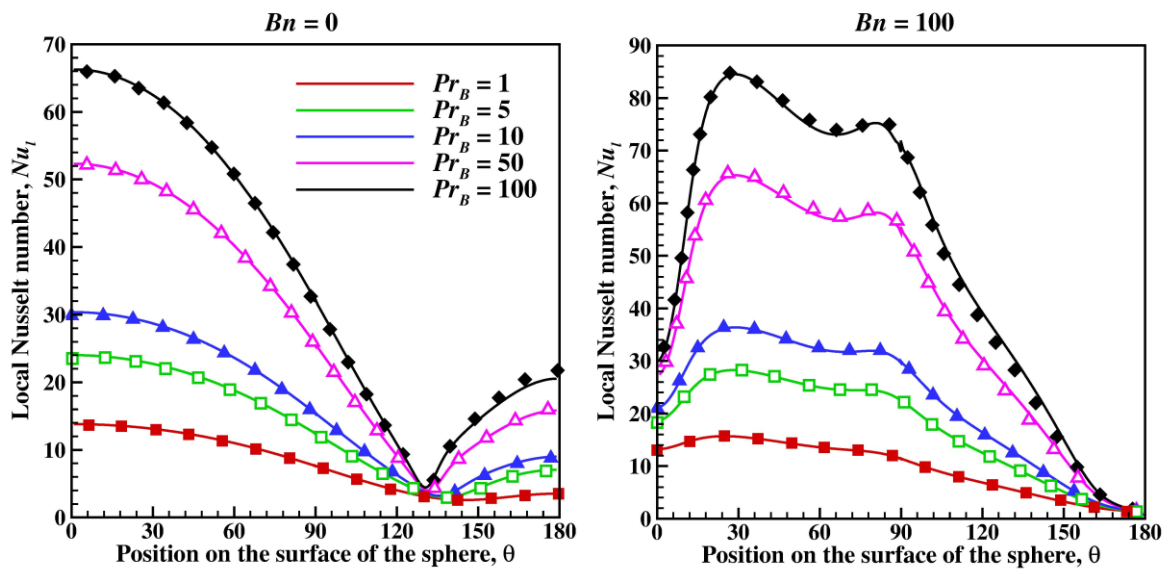 Bn = 0
70
60
50
40
30
20
10
0
0
30
60
90
120
150
180
Local Nusselt number, Nu_l
Position on the surface of the sphere, θ
Pr_B = 1
Pr_B = 5
Pr_B = 10
Pr_B = 50
Pr_B = 100
Bn = 100
90
80
70
60
50
40
30
20
10
0
0
30
60
90
120
150
180
Local Nusselt number, Nu_l
Position on the surface of the sphere, θ